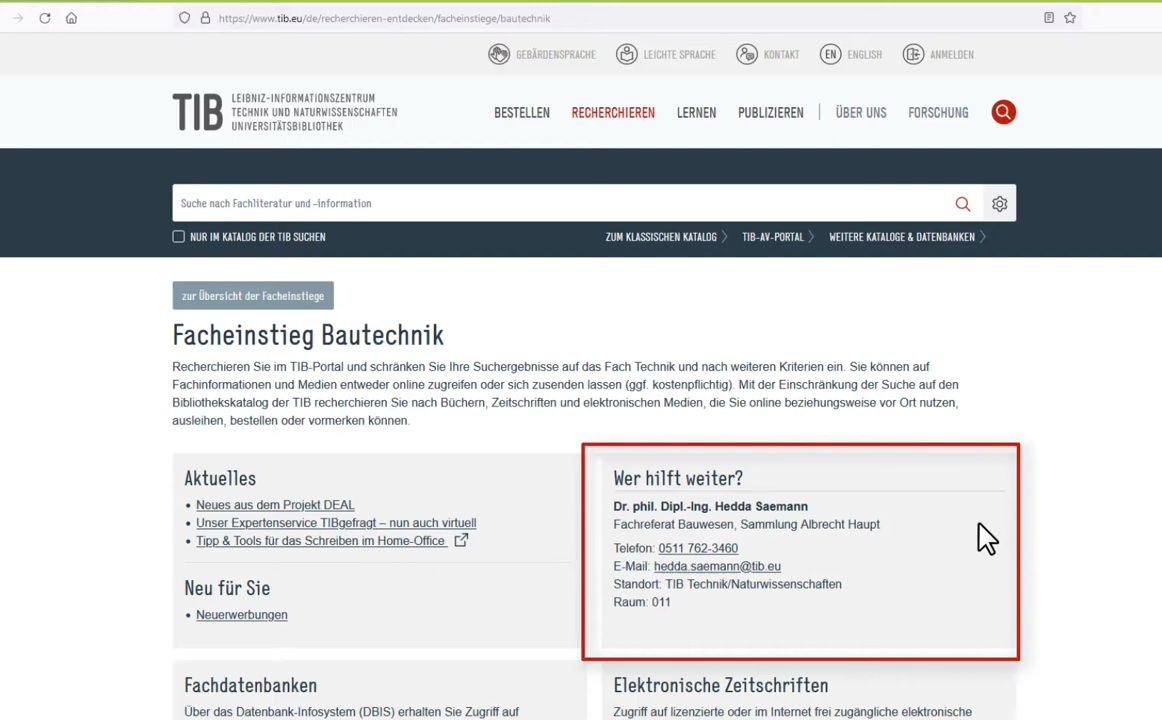 https://www.tib.eu/de/recherchieren-entdecken/facheinstiege/bautechnik
GEBÄRDENSPRACHE LEICHTE SPRACHE KONTAKT EN ENGLISH ANMELDEN
TIB LEIBNIZ-INFORMATIONSZENTRUM
TECHNIK UND NATURWISSENSCHAFTEN
UNIVERSITÄTSBIBLIOTHEK
BESTELLEN RECHERCHIEREN LERNEN PUBLIZIEREN ÜBER UNS FORSCHUNG
Suche nach Fachliteratur und -information
NUR IM KATALOG DER TIB SUCHEN
ZUM KLASSISCHEN KATALOG TIB-AV-PORTAL WEITERE KATALOGE & DATENBANKEN
zur Übersicht der Facheinstiege
Facheinstieg Bautechnik
Recherchieren Sie im TIB-Portal und schränken Sie Ihre Suchergebnisse auf das Fach Technik und nach weiteren Kriterien ein. Sie können auf
Fachinformationen und Medien entweder online zugreifen oder sich zusenden lassen (ggf. kostenpflichtig). Mit der Einschränkung der Suche auf den
Bibliothekskatalog der TIB recherchieren Sie nach Büchern, Zeitschriften und elektronischen Medien, die Sie online beziehungsweise vor Ort nutzen,
ausleihen, bestellen oder vormerken können.
Aktuelles
• Neues aus dem Projekt DEAL
• Unser Expertenservice TIBgefragt – nun auch virtuell
• Tipp & Tools für das Schreiben im Home-Office
Neu für Sie
• Neuerwerbungen
Wer hilft weiter?
Dr. phil. Dipl.-Ing. Hedda Saemann
Fachreferat Bauwesen, Sammlung Albrecht Haupt
Telefon: 0511 762-3460
E-Mail: hedda.saemann@tib.eu
Standort: TIB Technik/Naturwissenschaften
Raum: 011
Fachdatenbanken
Über das Datenbank-Infosystem (DBIS) erhalten Sie Zugriff auf
Elektronische Zeitschriften
Zugriff auf lizenzierte oder im Internet frei zugängliche elektronische